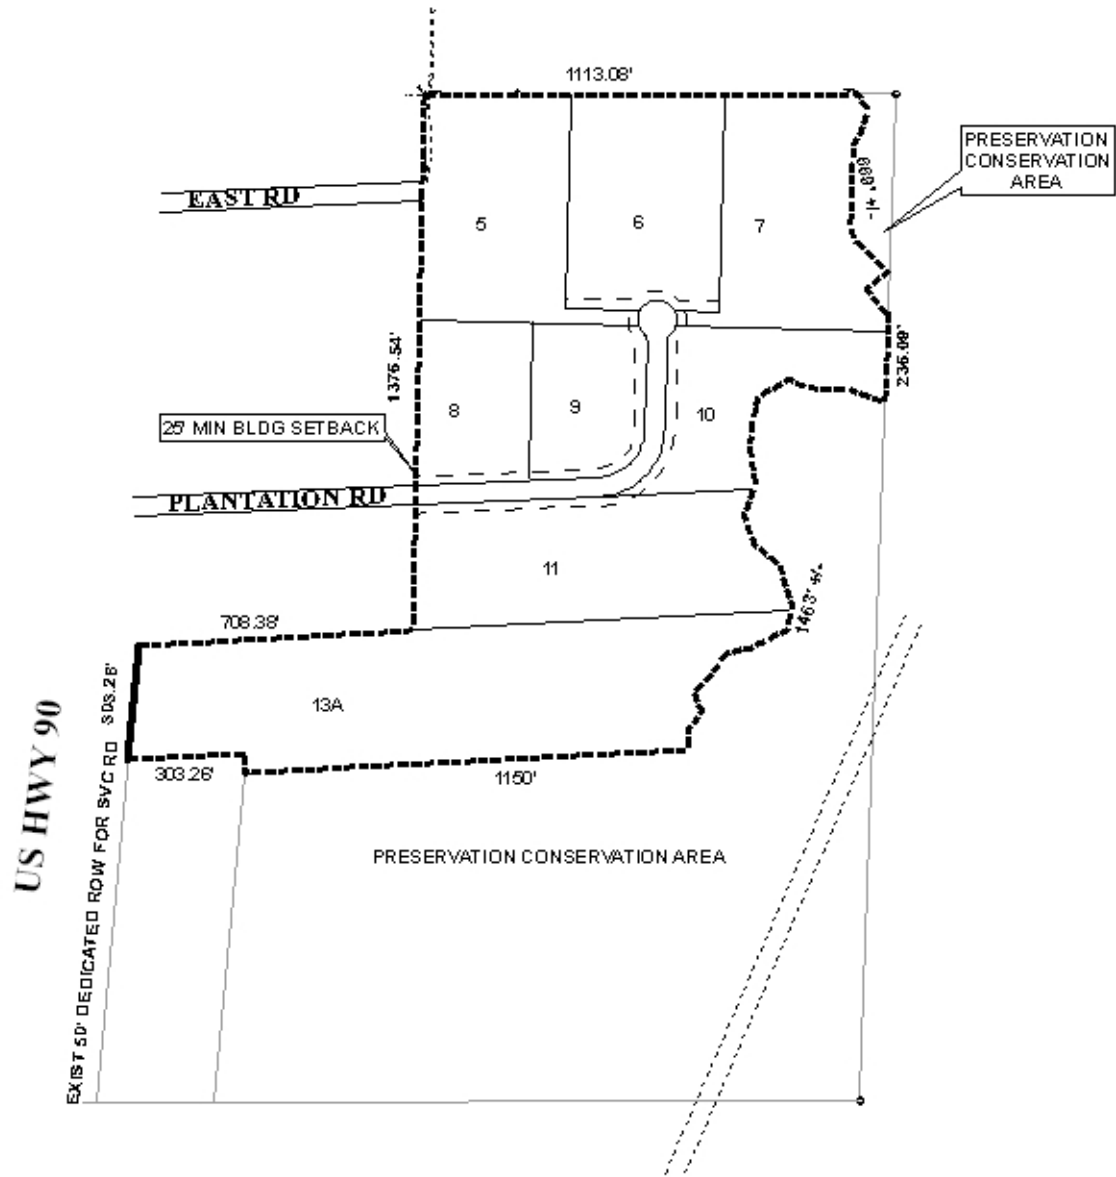 1113.08'
PRESERVATION
CONSERVATION
AREA
EAST RD
5
6
7
236.09'
1376.54'
8
9
10
25' MIN BLDG SETBACK
PLANTATION RD
11
1463' +/-
708.38'
13A
303.26'
US HWY 90
EXIST 50' DEDICATED ROW FOR SVC RD
303.26'
1150'
PRESERVATION CONSERVATION AREA